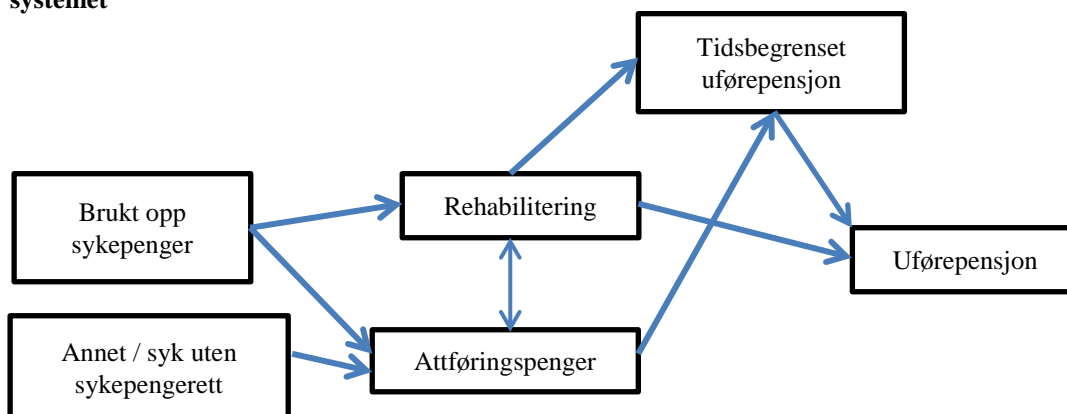 systemet
Tidsbegrenset
uførepensjon
Brukt opp
sykepenger
Rehabilitering
Uførepensjon
Annet / syk uten
sykepengerett
Attføringspenger